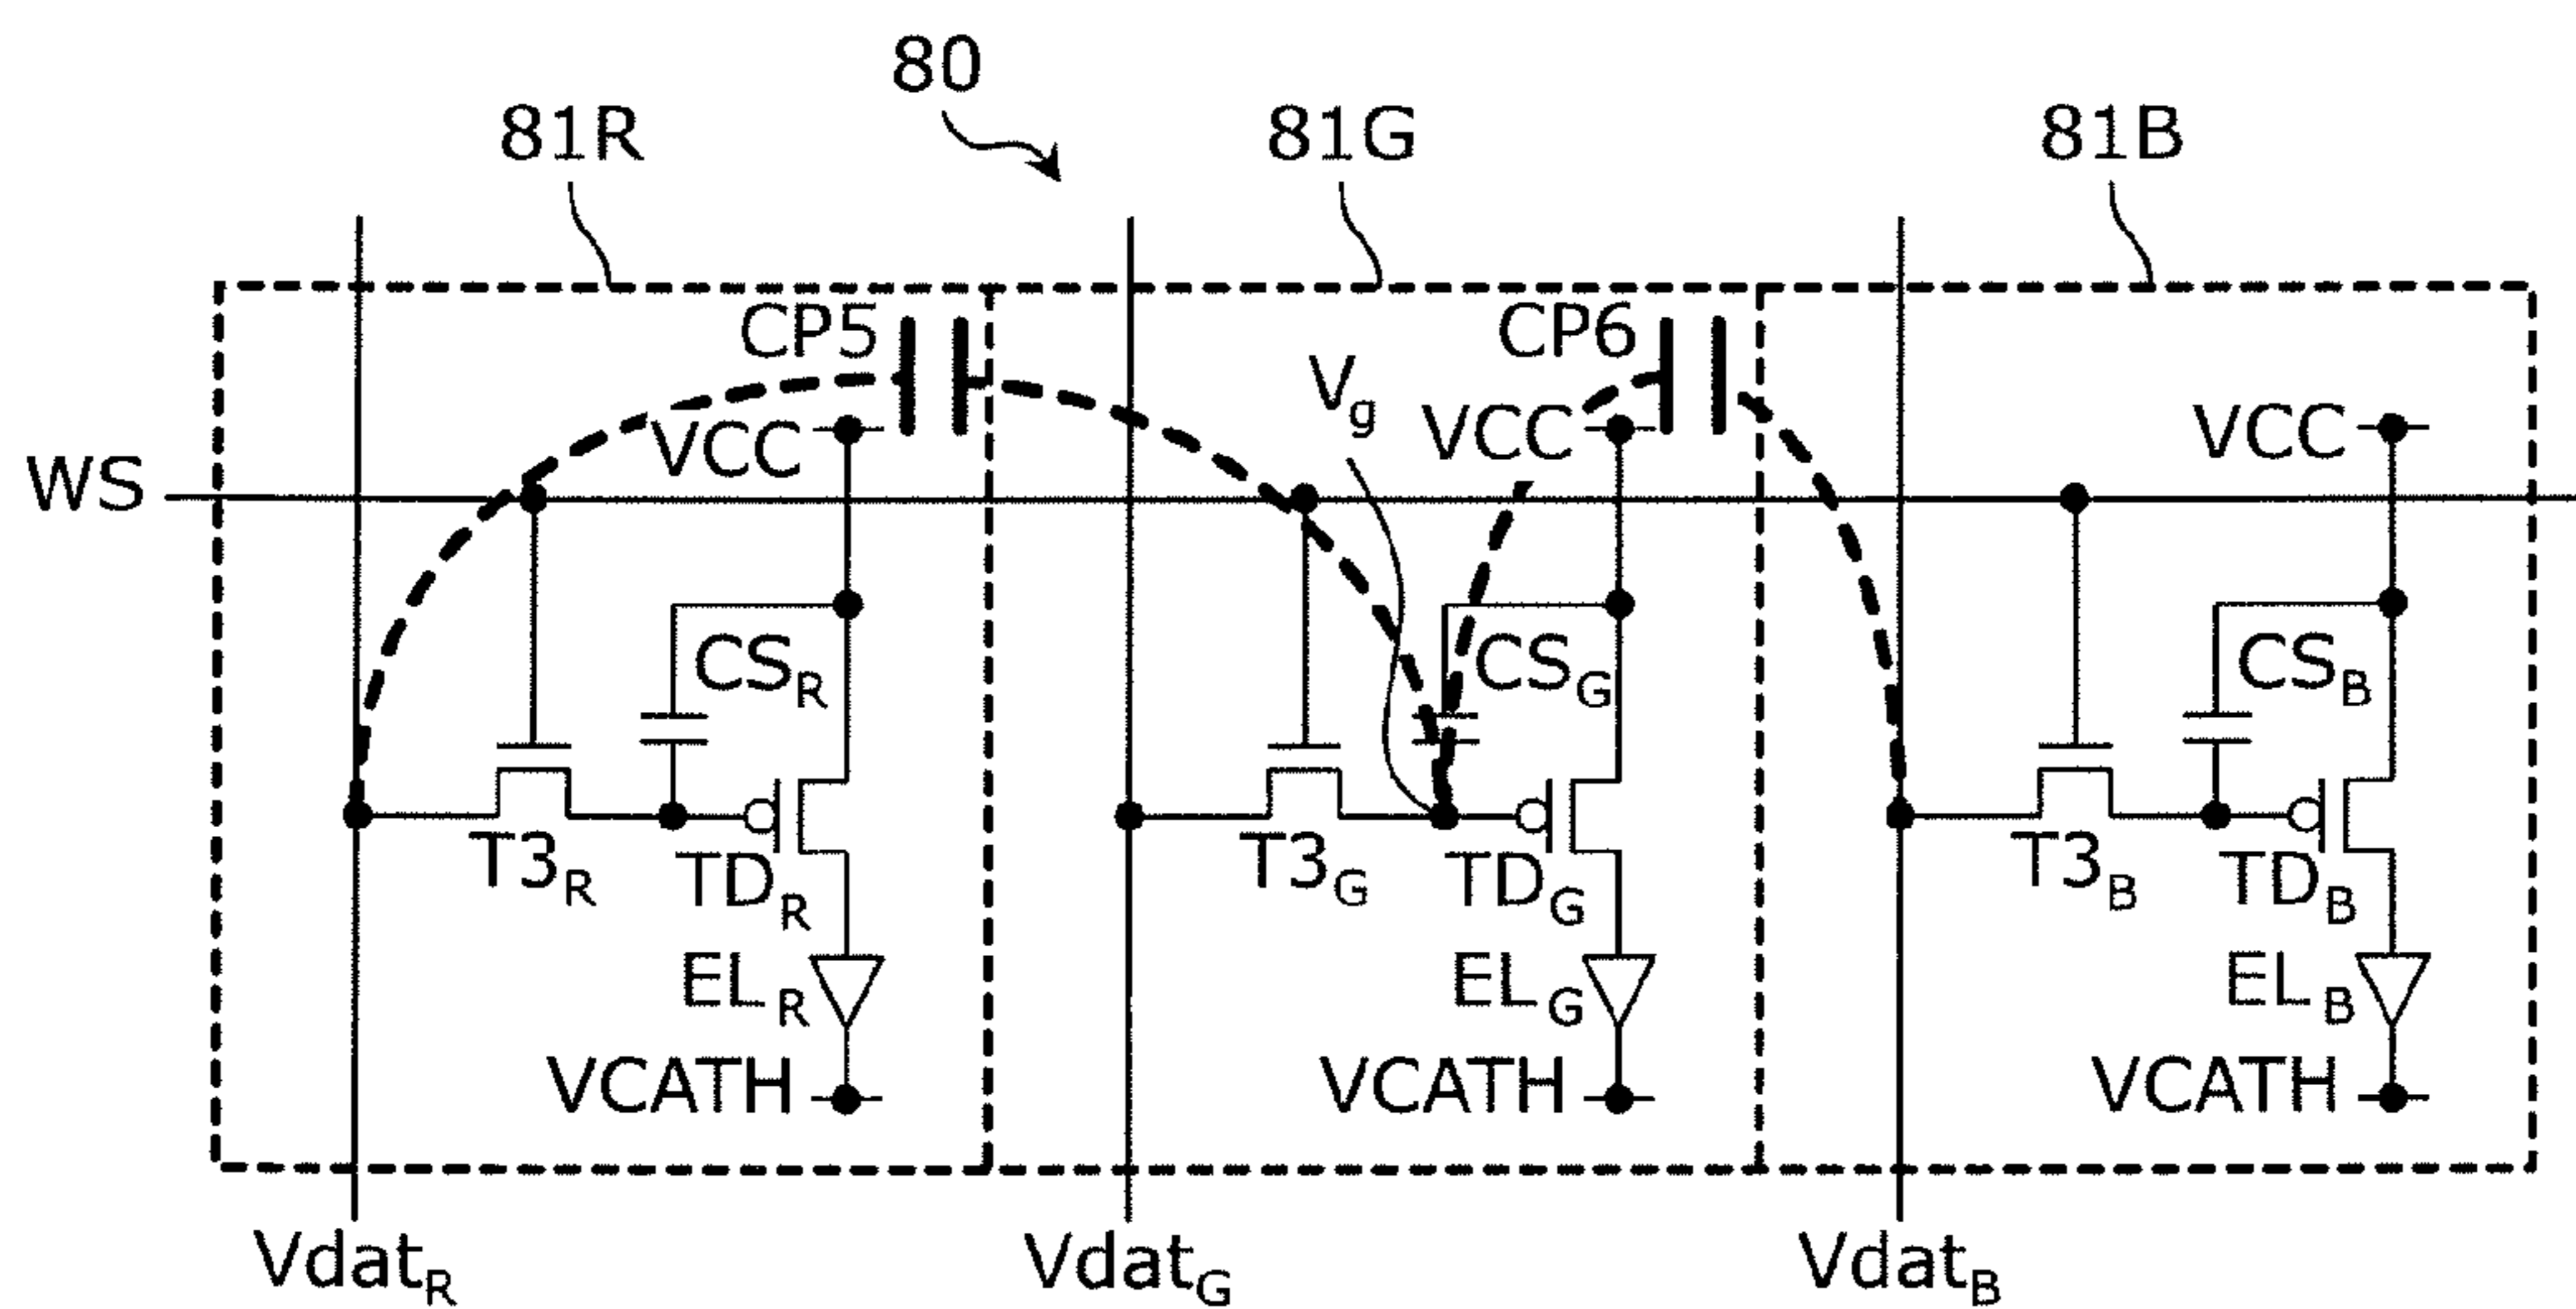 80
81R
81G
81B
CP5
CP6
Vg
VCC
VCC
VCC
WS
CSR
CSG
CSB
T3R
TDR
T3G
TDG
T3B
TDB
ELR
ELG
ELB
VCATH
VCATH
VCATH
VdatR
VdatG
VdatB